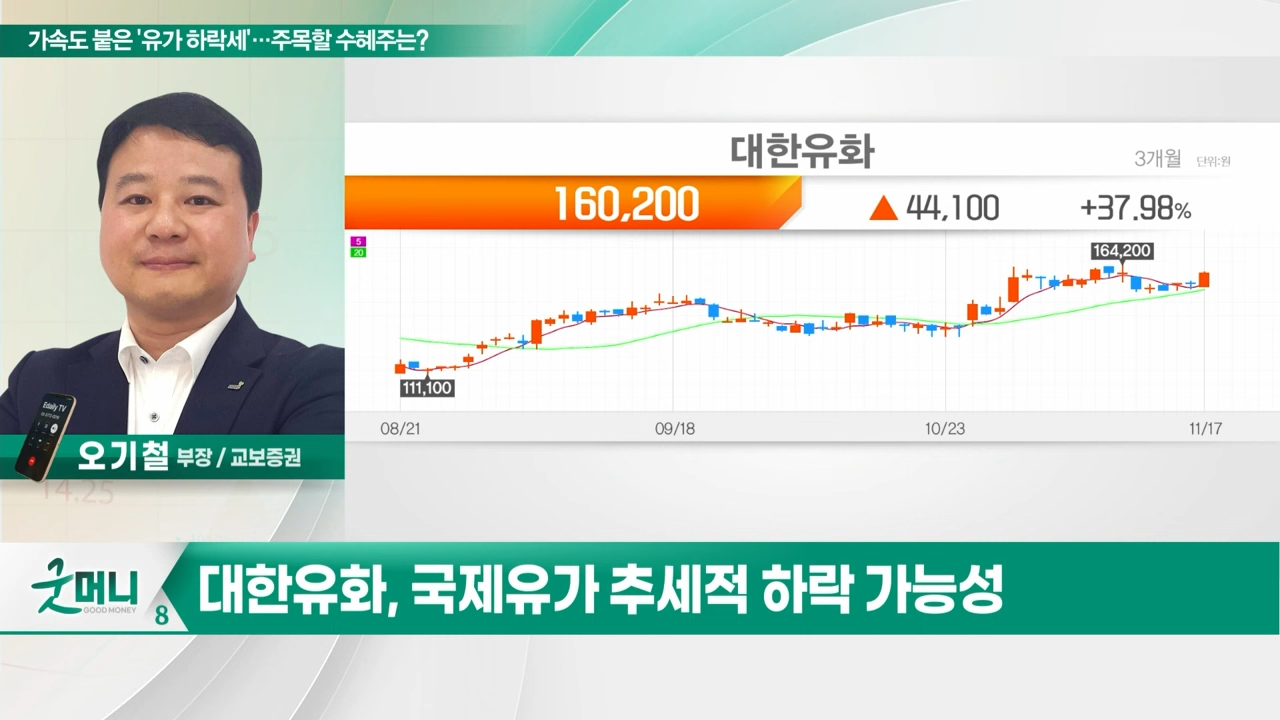 가속도 붙은 '유가 하락세'…주목할 수혜주는?
대한유화
3개월 단위:원
160,200 ▲ 44,100 +37.98%
5
20
164,200
111,100
08/21 09/18 10/23 11/17
Edaily TV
오기철 부장 / 교보증권
14.25
굿머니
GOOD MONEY
8
대한유화, 국제유가 추세적 하락 가능성